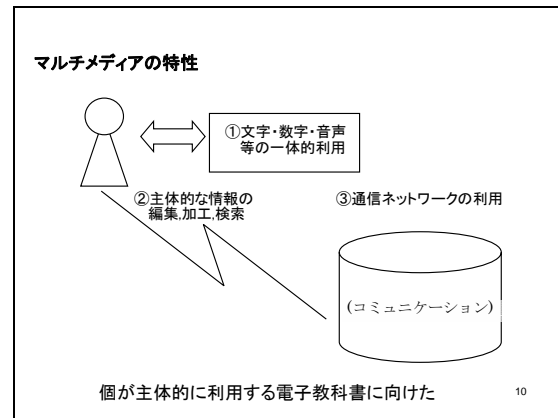 マルチメディアの特性
①文字・数字・音声
等の一体的利用
②主体的な情報の
編集,加工,検索
③通信ネットワークの利用
(コミュニケーション)
個が主体的に利用する電子教科書に向けた
10